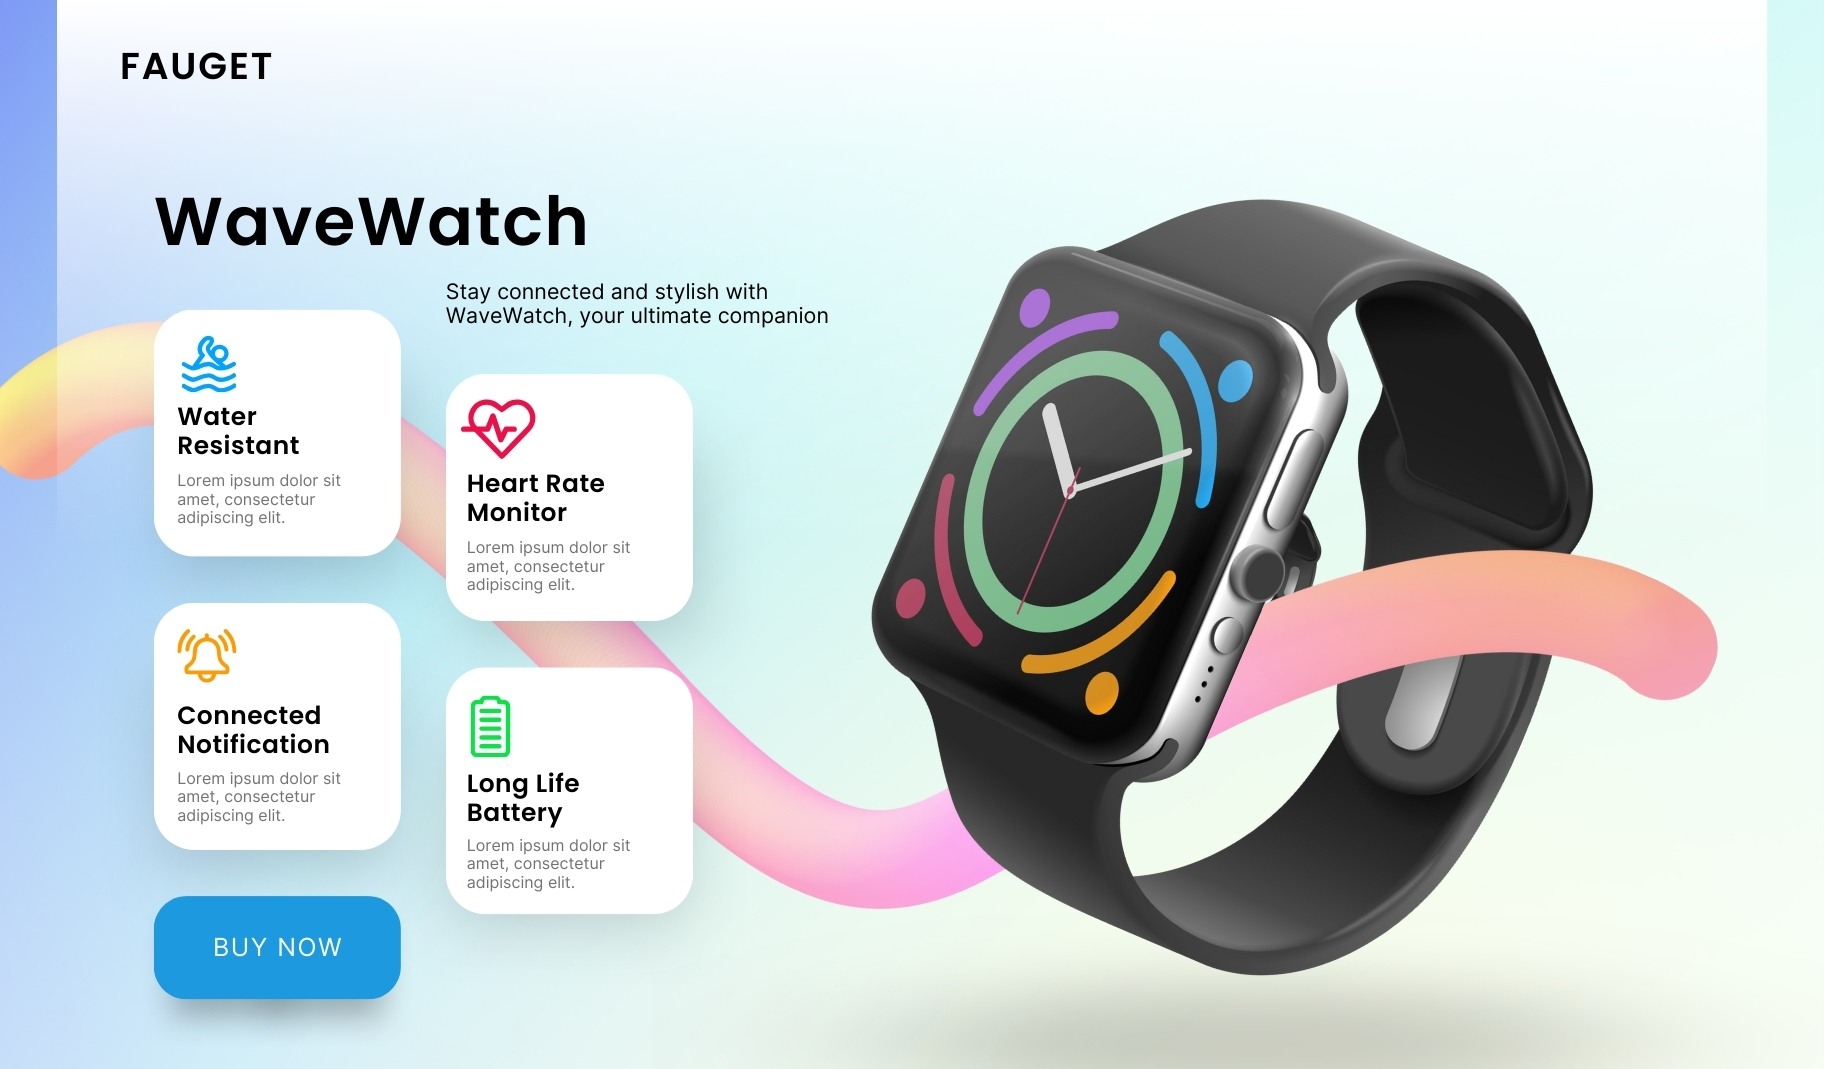 FAUGET
WaveWatch
Stay connected and stylish with
WaveWatch, your ultimate companion
Water
Resistant
Lorem ipsum dolor sit
amet, consectetur
adipiscing elit.
Heart Rate
Monitor
Lorem ipsum dolor sit
amet, consectetur
adipiscing elit.
Connected
Notification
Lorem ipsum dolor sit
amet, consectetur
adipiscing elit.
Long Life
Battery
Lorem ipsum dolor sit
amet, consectetur
adipiscing elit.
BUY NOW